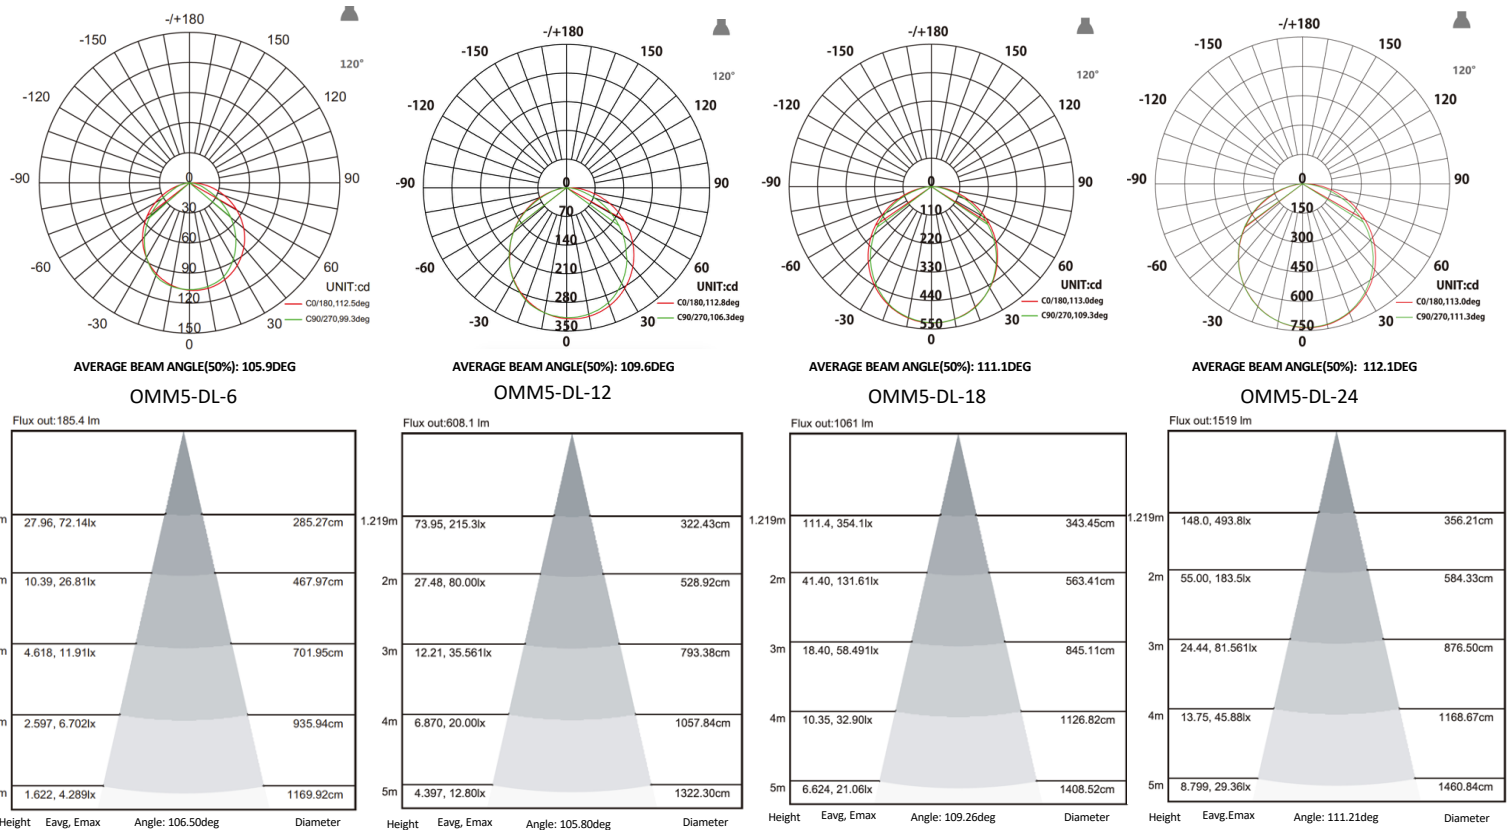 -/+180
-150
150
120°
-120
120
-90
90
0
30
60
90
120
150
-60
60
-30
30
0
UNIT:cd
C0/180,112.5deg
C90/270,99.3deg
AVERAGE BEAM ANGLE(50%): 105.9DEG
OMM5-DL-6
-/+180
-150
150
120°
-120
120
-90
90
0
70
140
210
280
350
-60
60
-30
30
0
UNIT:cd
C0/180,112.8deg
C90/270,106.3deg
AVERAGE BEAM ANGLE(50%): 109.6DEG
OMM5-DL-12
-/+180
-150
150
120°
-120
120
-90
90
0
110
220
330
440
550
-60
60
-30
30
0
UNIT:cd
C0/180,113.0deg
C90/270,109.3deg
AVERAGE BEAM ANGLE(50%): 111.1DEG
OMM5-DL-18
-/+180
-150
150
120°
-120
120
-90
90
0
150
300
450
600
750
-60
60
-30
30
0
UNIT:cd
C0/180,113.0deg
C90/270,111.3deg
AVERAGE BEAM ANGLE(50%): 112.1DEG
OMM5-DL-24
Flux out:185.4 lm
m 27.96, 72.14lx 285.27cm
m 10.39, 26.81lx 467.97cm
m 4.618, 11.91lx 701.95cm
m 2.597, 6.702lx 935.94cm
m 1.622, 4.289lx 1169.92cm
Height Eavg, Emax Angle: 106.50deg Diameter
Flux out:608.1 lm
1.219m 73.95, 215.3lx 322.43cm
2m 27.48, 80.00lx 528.92cm
3m 12.21, 35.561lx 793.38cm
4m 6.870, 20.00lx 1057.84cm
5m 4.397, 12.80lx 1322.30cm
Height Eavg, Emax Angle: 105.80deg Diameter
Flux out:1061 lm
1.219m 111.4, 354.1lx 343.45cm
2m 41.40, 131.61lx 563.41cm
3m 18.40, 58.491lx 845.11cm
4m 10.35, 32.90lx 1126.82cm
5m 6.624, 21.06lx 1408.52cm
Height Eavg, Emax Angle: 109.26deg Diameter
Flux out:1519 lm
1.219m 148.0, 493.8lx 356.21cm
2m 55.00, 183.5lx 584.33cm
3m 24.44, 81.561lx 876.50cm
4m 13.75, 45.88lx 1168.67cm
5m 8.799, 29.36lx 1460.84cm
Height Eavg.Emax Angle: 111.21deg Diameter